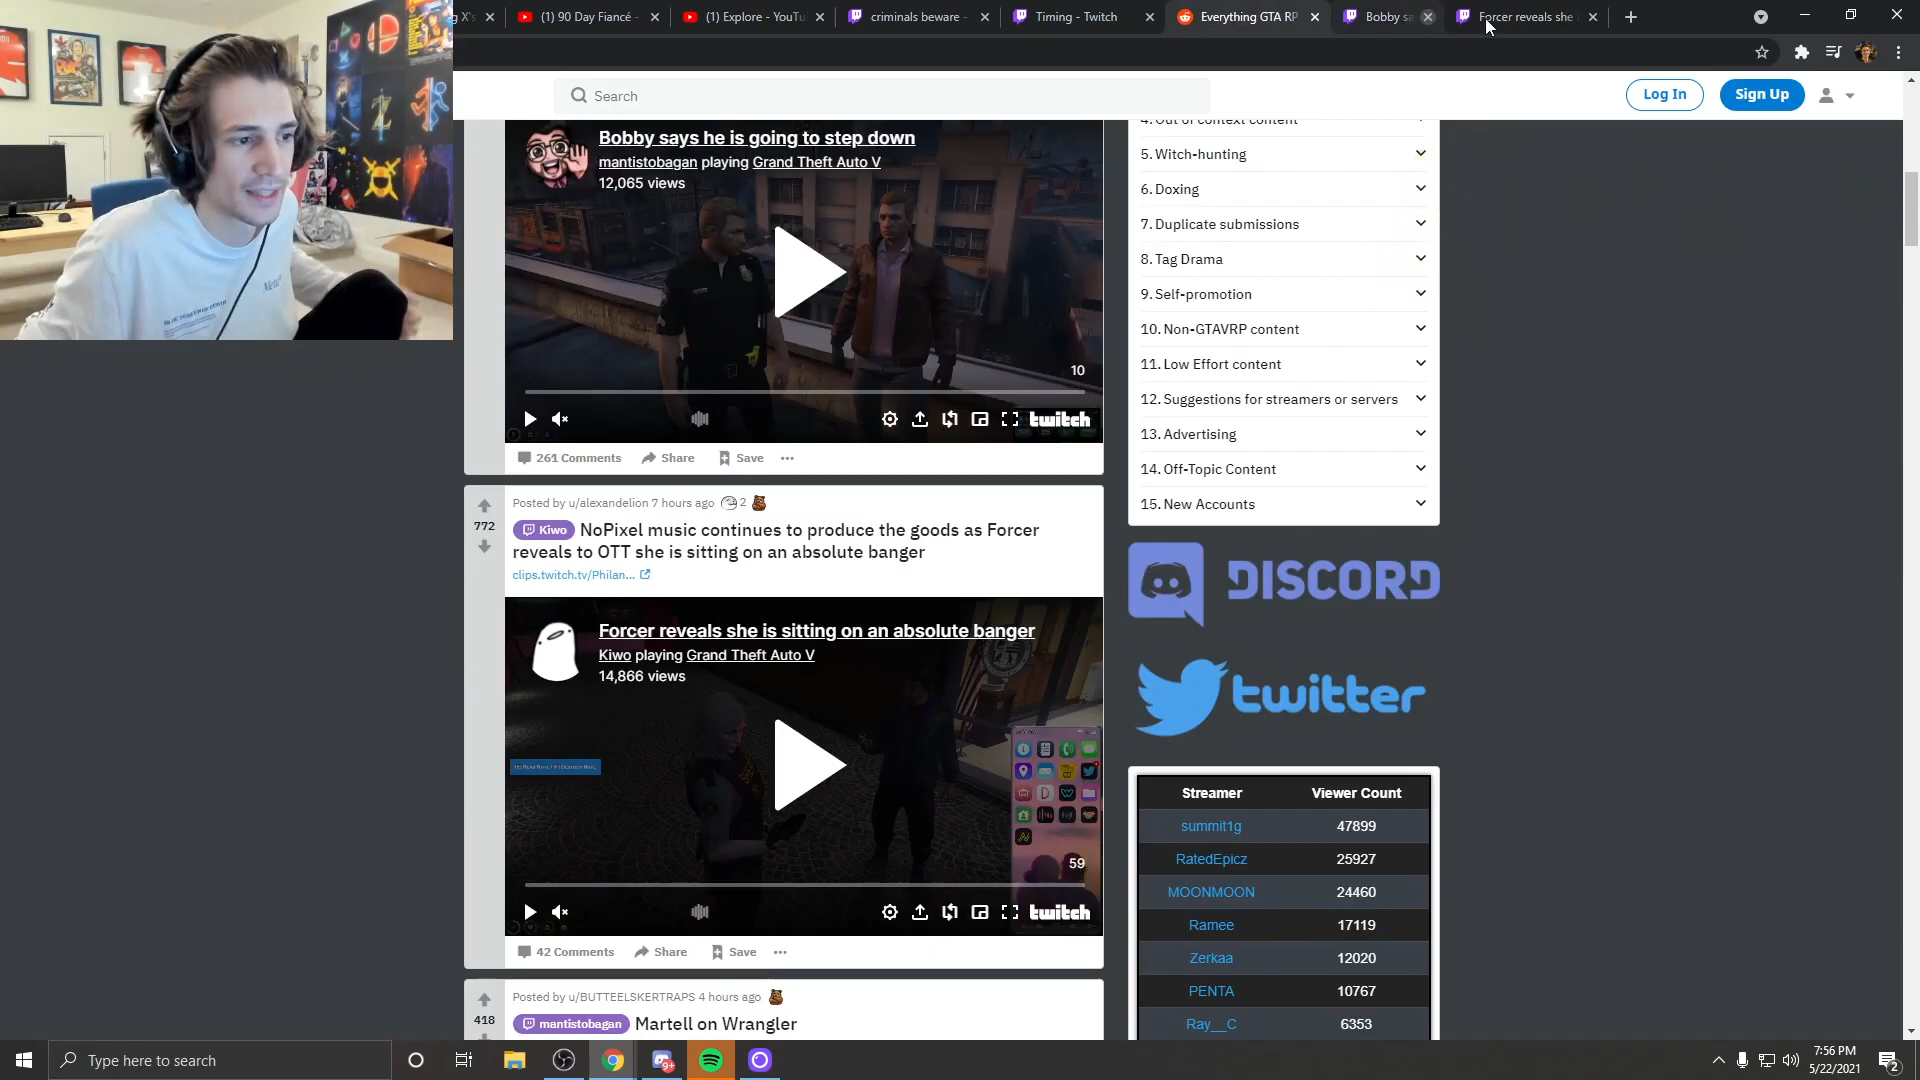 g X's
(1) 90 Day Fiancé -
(1) Explore - YouTu
criminals beware -
Timing - Twitch
Everything GTA RP
Bobby sa
Forcer reveals she i
Search
Log In
Sign Up
Bobby says he is going to step down
mantistobagan playing Grand Theft Auto V
12,065 views
10
twitch
261 Comments
Share
Save
772
Posted by u/alexandelion 7 hours ago
2
Kiwo NoPixel music continues to produce the goods as Forcer
reveals to OTT she is sitting on an absolute banger
clips.twitch.tv/Philan...
Forcer reveals she is sitting on an absolute banger
Kiwo playing Grand Theft Auto V
14,866 views
59
twitch
42 Comments
Share
Save
418
Posted by u/BUTTEELSKERTRAPS 4 hours ago
mantistobagan Martell on Wrangler
4. Out of context content
5. Witch-hunting
6. Doxing
7. Duplicate submissions
8. Tag Drama
9. Self-promotion
10. Non-GTAVRP content
11. Low Effort content
12. Suggestions for streamers or servers
13. Advertising
14. Off-Topic Content
15. New Accounts
DISCORD
twitter
Streamer Viewer Count
summit1g 47899
RatedEpicz 25927
MOONMOON 24460
Ramee 17119
Zerkaa 12020
PENTA 10767
Ray__C 6353
Type here to search
9+
7:56 PM
5/22/2021
2